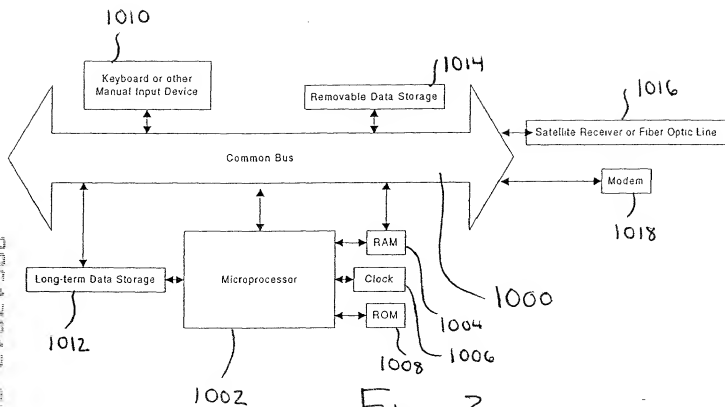 1010
Keyboard or other
Manual Input Device
1014
Removable Data Storage
1016
Satellite Receiver or Fiber Optic Line
Common Bus
Modem
1018
RAM
Long-term Data Storage
Microprocessor
Clock
1000
1004
ROM
1012
1006
1008
1002